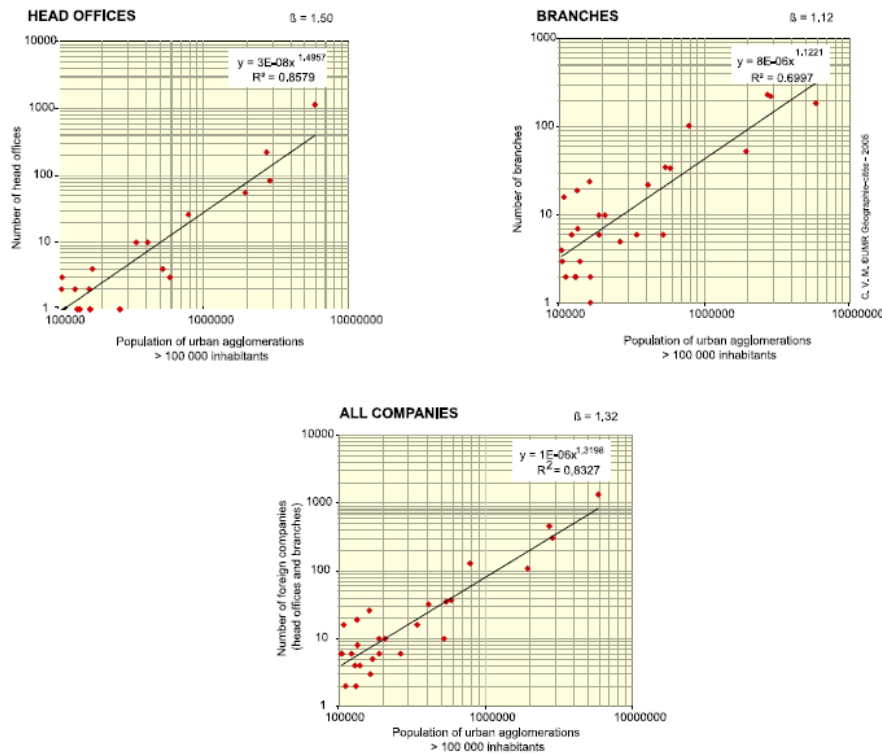 HEAD OFFICES
ß = 1.50
10000
1000
100
10
1
y = 3E-08x^1,4957
R² = 0,8579
Number of head offices
100000
1000000
10000000
Population of urban agglomerations
> 100 000 inhabitants
BRANCHES
ß = 1,12
1000
100
10
1
y = 8E-06x^1,1221
R² = 0.6997
Number of branches
100000
1000000
10000000
Population of urban agglomerations
> 100 000 inhabitants
C. V. M. ©UMR Géographie-cités - 2005
ALL COMPANIES
ß = 1,32
10000
1000
100
10
1
y = 1E-06x^1,3198
R² = 0,8327
Number of foreign companies
(head offices and branches)
100000
1000000
10000000
Population of urban agglomerations
> 100 000 inhabitants